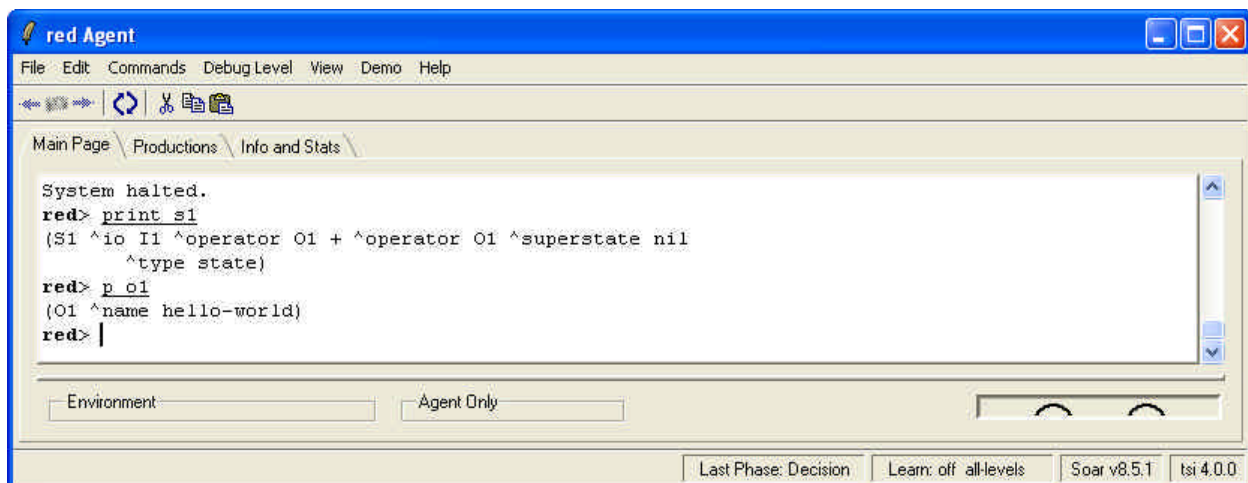 red Agent
File Edit Commands Debug Level View Demo Help
Main Page Productions Info and Stats
System halted.
red> print s1
(S1 ^io I1 ^operator O1 + ^operator O1 ^superstate nil
^type state)
red> p o1
(O1 ^name hello-world)
red>
Environment Agent Only
Last Phase: Decision Learn: off all-levels Soar v8.5.1 tsi 4.0.0